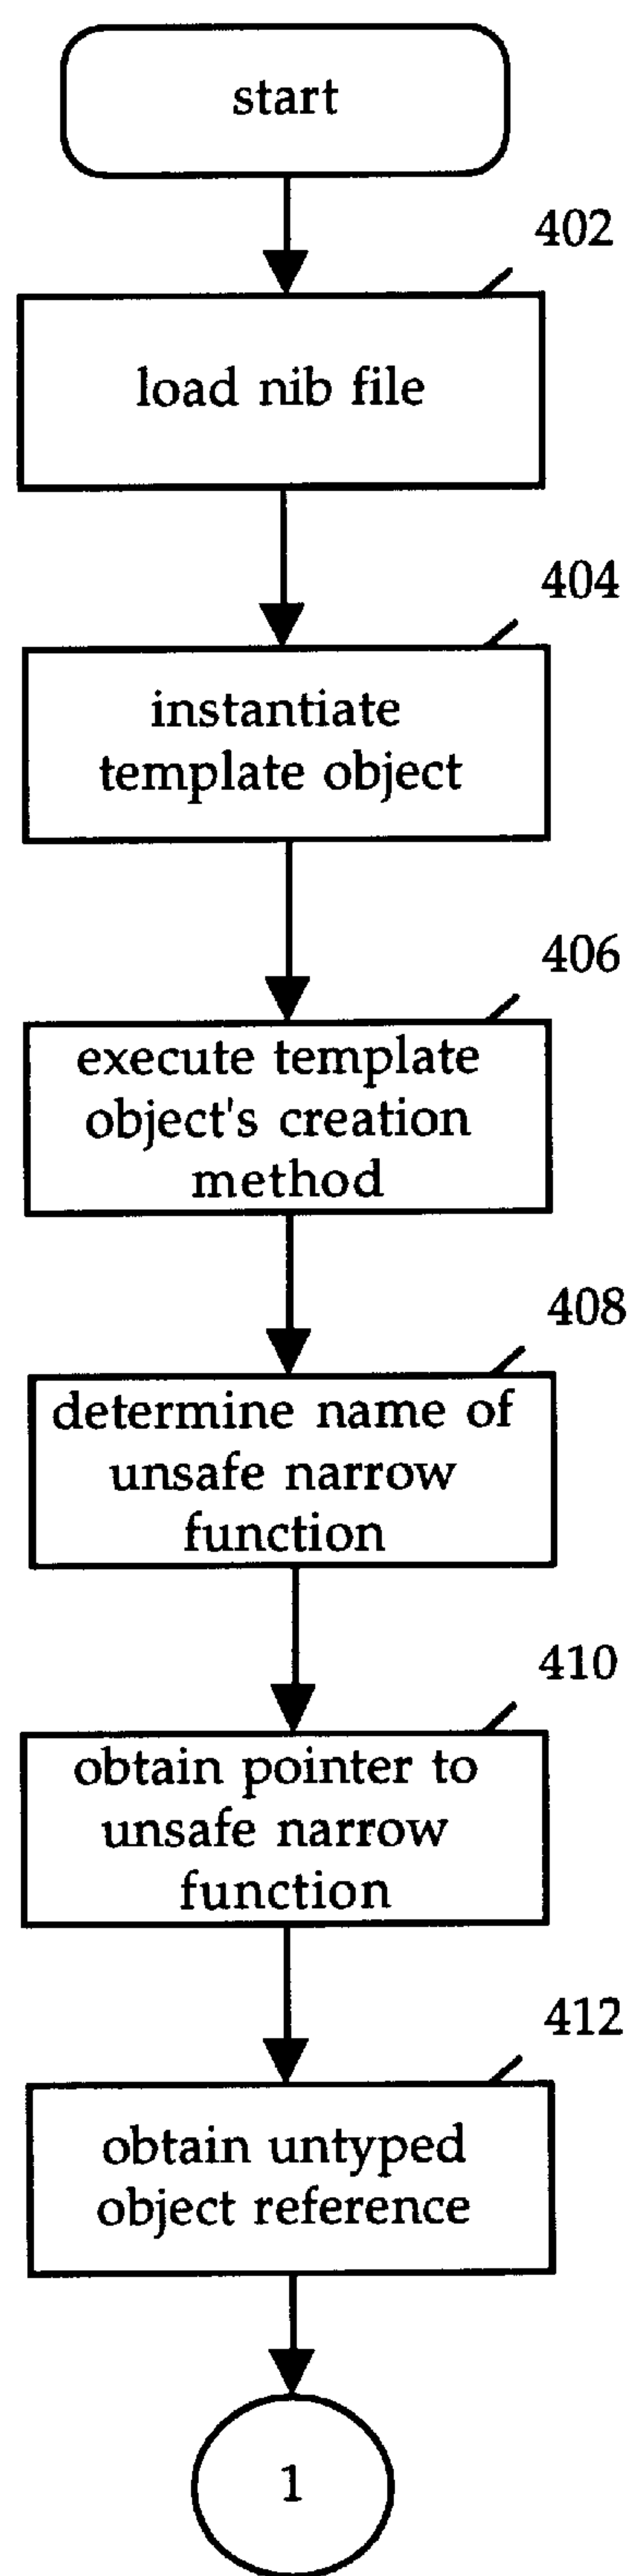 start
402
load nib file
404
instantiate
template object
406
execute template
object's creation
method
408
determine name of
unsafe narrow
function
410
obtain pointer to
unsafe narrow
function
412
obtain untyped
object reference
1